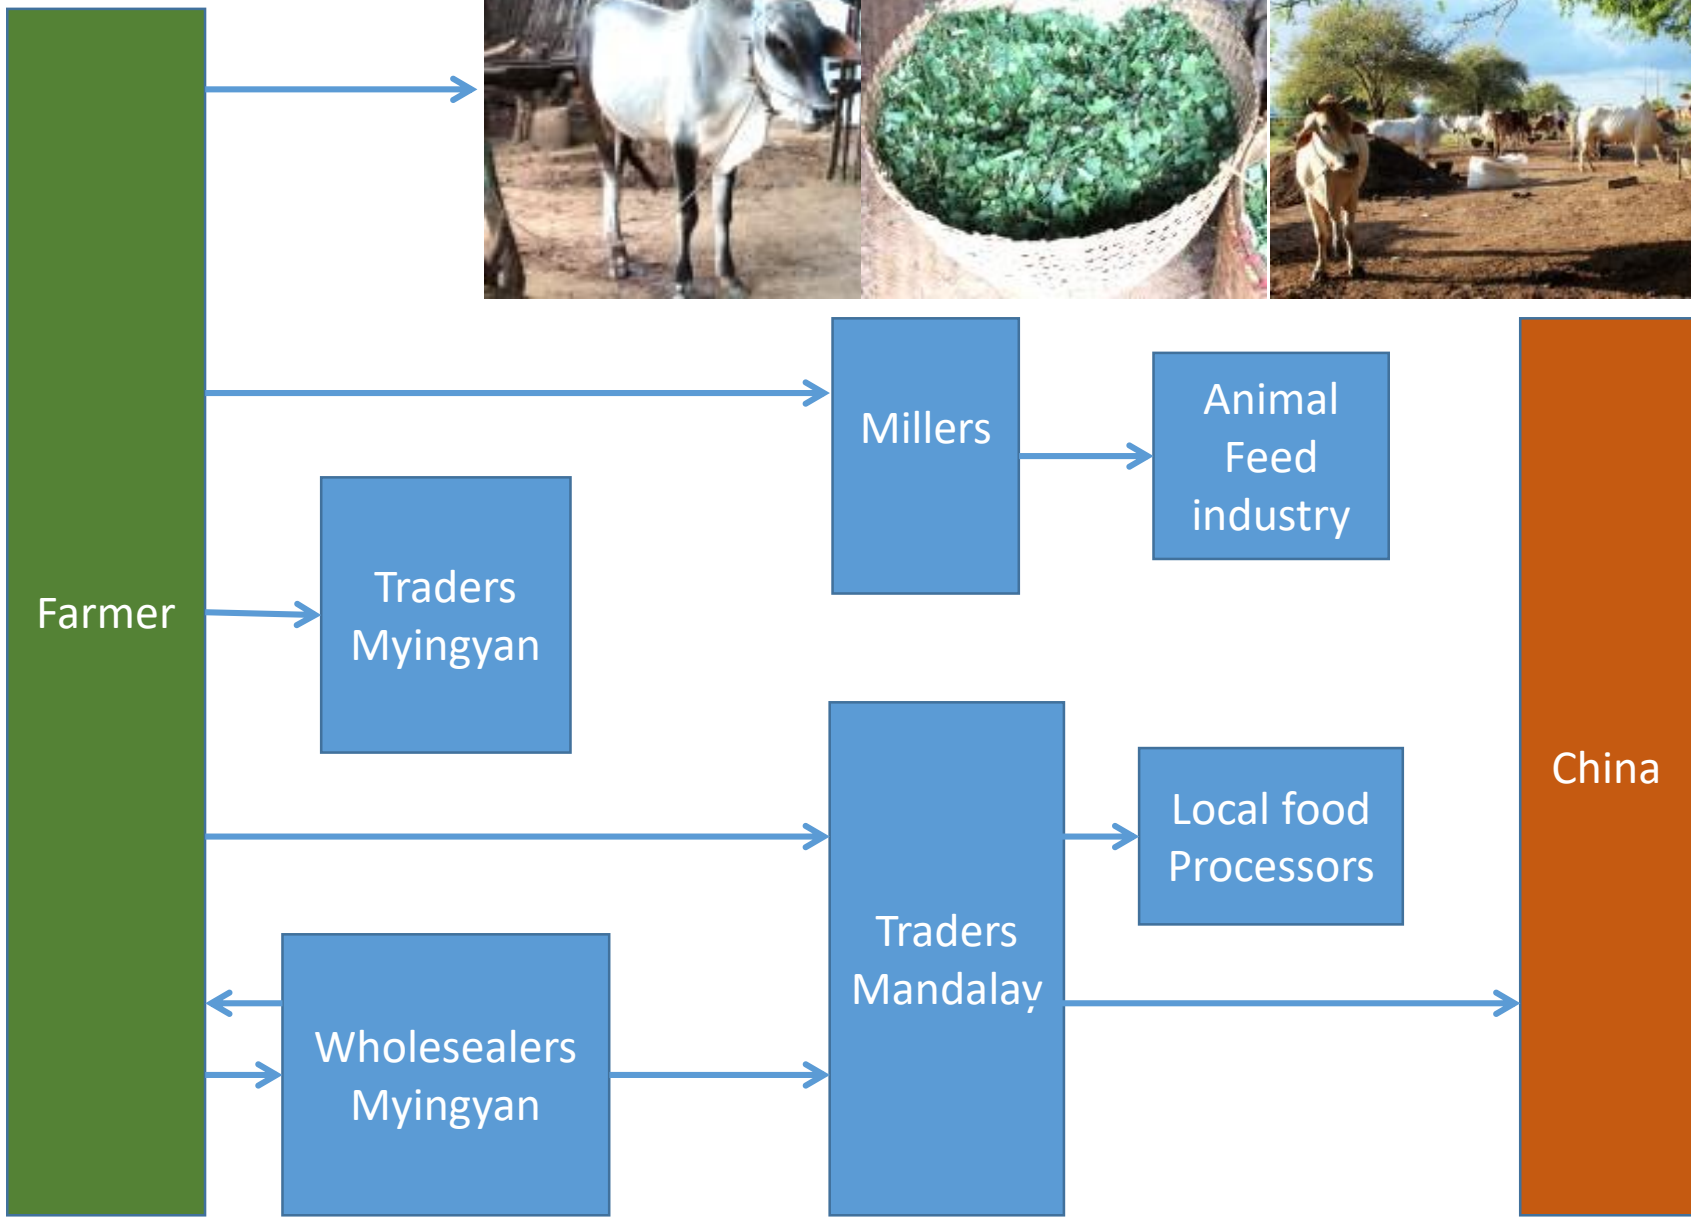 Farmer
Millers
Animal
Feed
industry
Traders
Myingyan
Traders
Mandalay
Local food
Processors
Wholesealers
Myingyan
China